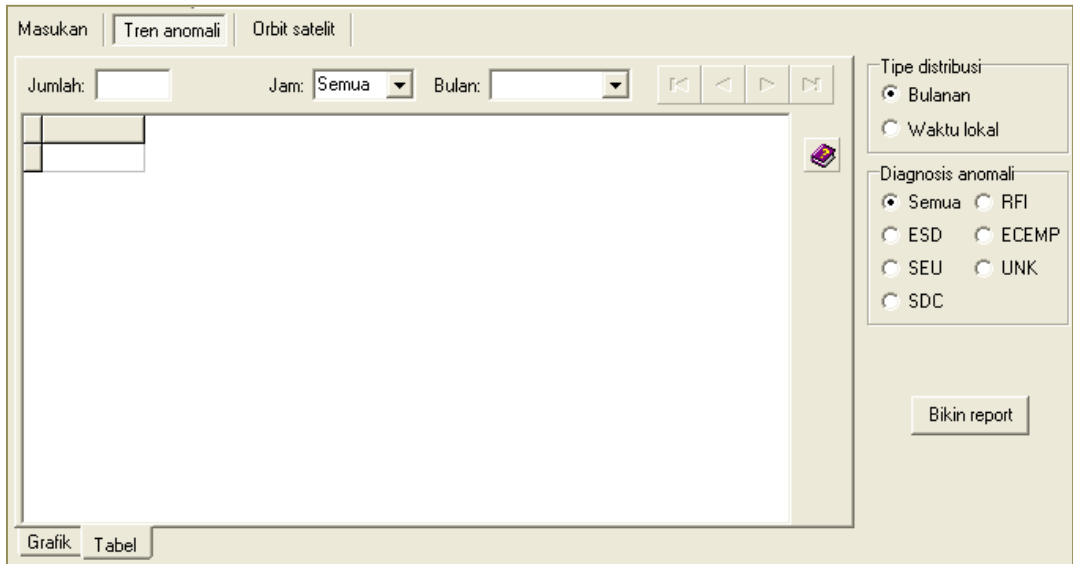 Masukan Tren anomali Orbit satelit
Jumlah: Jam: Semua Bulan:
Tipe distribusi
Bulanan
Waktu lokal
Diagnosis anomali
Semua RFI
ESD ECEMP
SEU UNK
SDC
Bikin report
Grafik Tabel